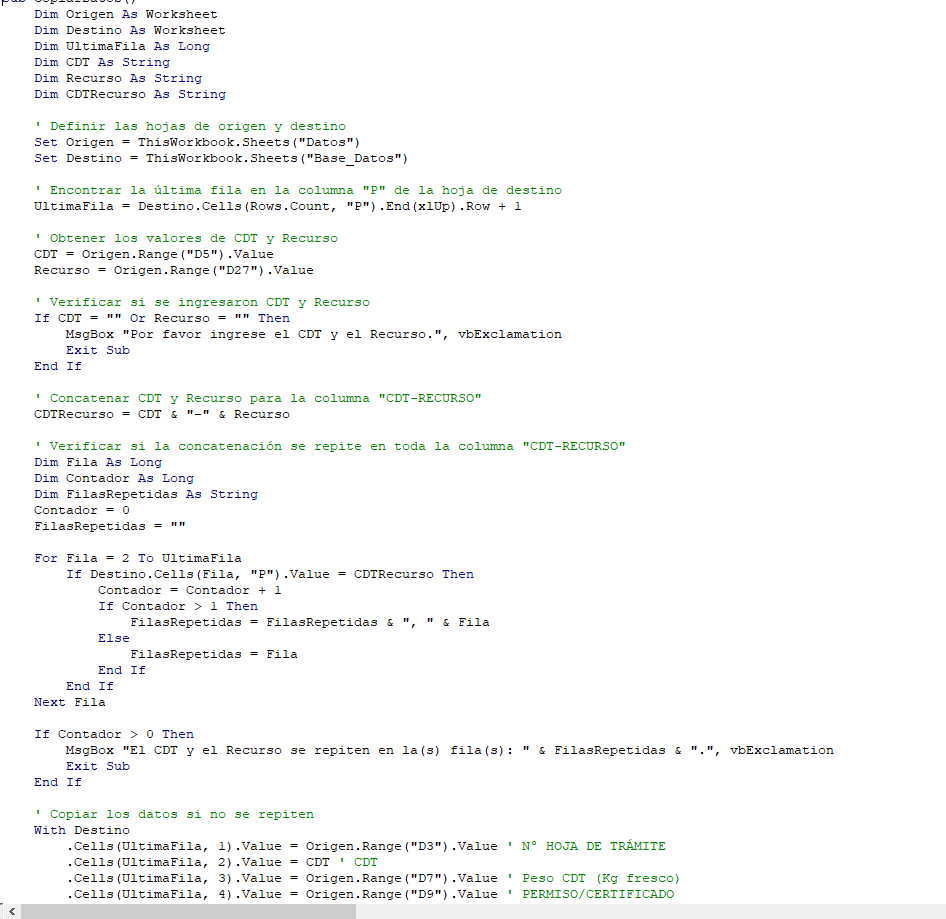 Dim Origen As Worksheet
Dim Destino As Worksheet
Dim UltimaFila As Long
Dim CDT As String
Dim Recurso As String
Dim CDTRecurso As String
' Definir las hojas de origen y destino
Set Origen = ThisWorkbook.Sheets("Datos")
Set Destino = ThisWorkbook.Sheets("Base_Datos")
' Encontrar la última fila en la columna "P" de la hoja de destino
UltimaFila = Destino.Cells(Rows.Count, "P").End(xlUp).Row + 1
' Obtener los valores de CDT y Recurso
CDT = Origen.Range("D5").Value
Recurso = Origen.Range("D27").Value
' Verificar si se ingresaron CDT y Recurso
If CDT = "" Or Recurso = "" Then
MsgBox "Por favor ingrese el CDT y el Recurso.", vbExclamation
Exit Sub
End If
' Concatenar CDT y Recurso para la columna "CDT-RECURSO"
CDTRecurso = CDT & "-" & Recurso
' Verificar si la concatenación se repite en toda la columna "CDT-RECURSO"
Dim Fila As Long
Dim Contador As Long
Dim FilasRepetidas As String
Contador = 0
FilasRepetidas = ""
For Fila = 2 To UltimaFila
If Destino.Cells(Fila, "P").Value = CDTRecurso Then
Contador = Contador + 1
If Contador > 1 Then
FilasRepetidas = FilasRepetidas & ", " & Fila
Else
FilasRepetidas = Fila
End If
End If
Next Fila
If Contador > 0 Then
MsgBox "El CDT y el Recurso se repiten en la(s) fila(s): " & FilasRepetidas & ".", vbExclamation
Exit Sub
End If
' Copiar los datos si no se repiten
With Destino
.Cells(UltimaFila, 1).Value = Origen.Range("D3").Value ' N° HOJA DE TRÁMITE
.Cells(UltimaFila, 2).Value = CDT ' CDT
.Cells(UltimaFila, 3).Value = Origen.Range("D7").Value ' Peso CDT (Kg fresco)
.Cells(UltimaFila, 4).Value = Origen.Range("D9").Value ' PERMISO/CERTIFICADO